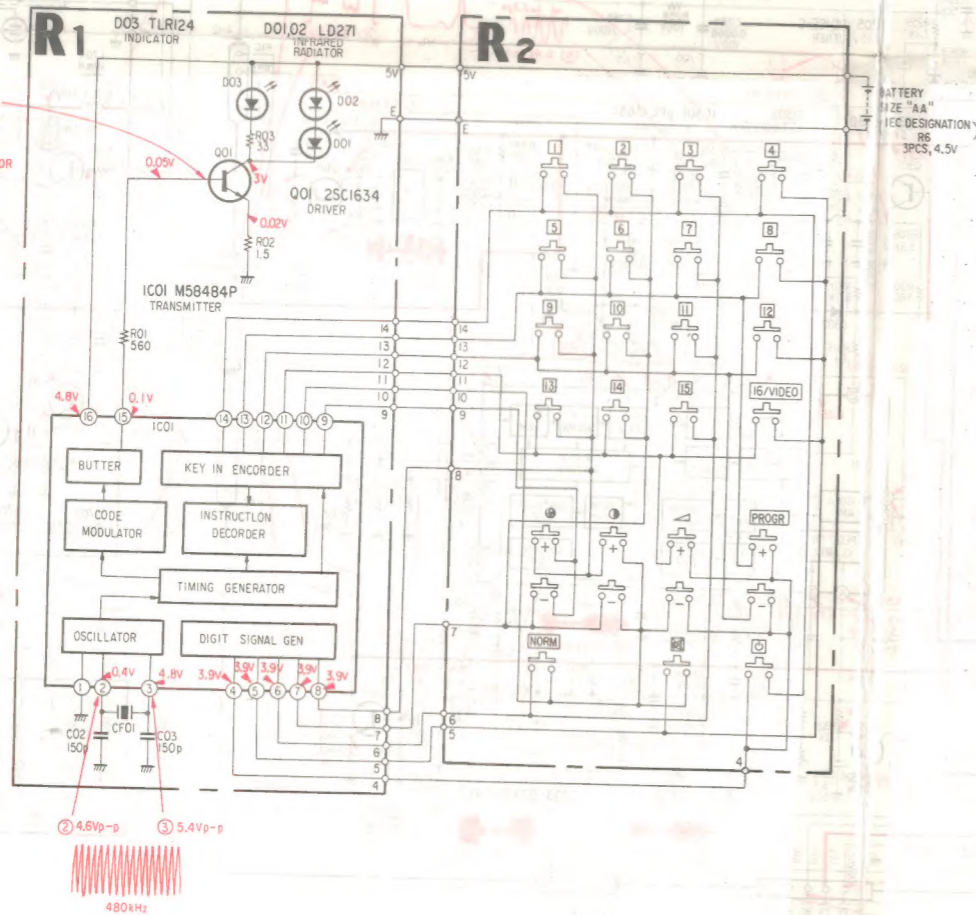 R1
D03 TLR124
INDICATOR
D01,02 LD271
INFRARED
RADIATOR
R2
5V
5V
E
E
BATTERY
SIZE "AA"
IEC DESIGNATION
R6
3PCS, 4.5V
D03
D02
D01
R03
33
Q01
3V
0.05V
OR
Q01 2SC1634
DRIVER
0.02V
R02
1.5
IC01 M58484P
TRANSMITTER
R01
560
1
2
3
4
5
6
7
8
9
10
11
12
13
14
15
16/VIDEO
14
13
12
11
10
9
14
13
12
11
10
9
8
4.8V
16
15
0.1V
IC01
14
13
12
11
10
9
BUTTER
KEY IN ENCORDER
CODE
MODULATOR
INSTRUCTLON
DECORDER
TIMING GENERATOR
OSCILLATOR
DIGIT SIGNAL GEN
PROGR
+
+
+
+
-
-
-
-
NORM
7
6
5
4
0.4V
4.8V
3.9V
3.9V
3.9V
3.9V
3.9V
1
2
3
4
5
6
7
8
8
7
6
5
4
CF01
C02
150p
C03
150p
② 4.6Vp-p
③ 5.4Vp-p
480kHz